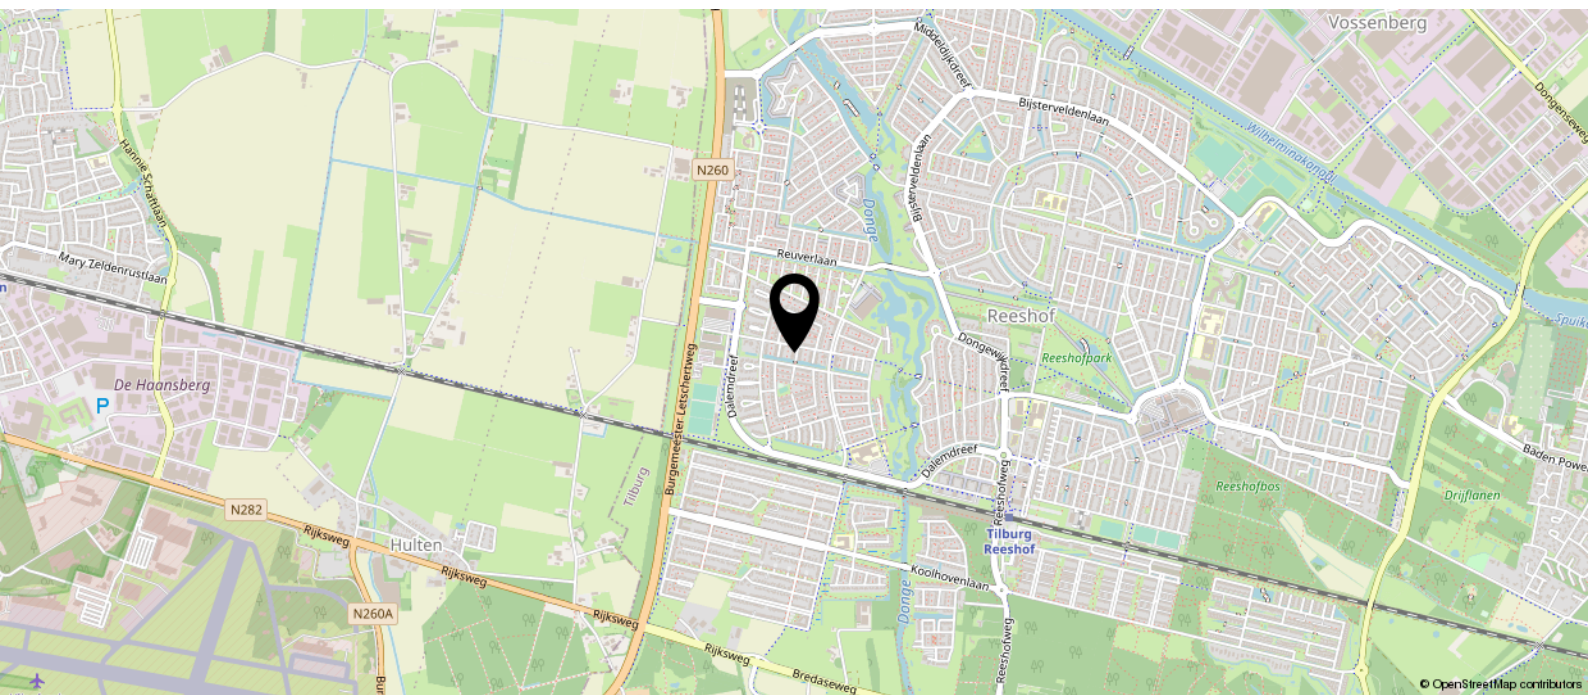 Vossenberg
Middeldijkdreef
Bijsterveldenlaan
Dongenseweg
Wilhelminakanaal
Hannie Schaftlaan
N260
Bijsterveldenlaan
Donge
Mary Zeldenrustlaan
Reuverlaan
n
Reeshof
Spuik
Dongewijkdreef
Reeshofpark
De Haansberg
P
Dalemdreef
Burgemeester Letschertweg
Dalemdreef
Baden Powe
Tilburg
Reeshofweg
Reeshofbos
Drijflanen
N282
Rijksweg
Hulten
Tilburg
Reeshof
Rijksweg
Koolhovenlaan
Donge
N260A
Rijksweg
Reeshofweg
Rijksweg
Bredaseweg
Bur
© OpenStreetMap contributors